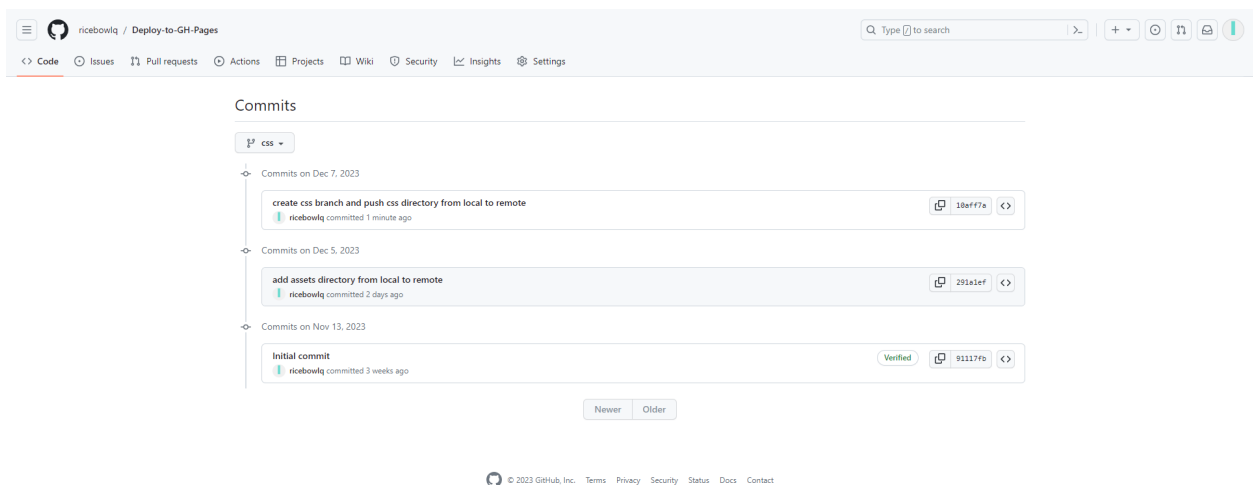 ricebowlq / Deploy-to-GH-Pages
Type / to search
Code Issues Pull requests Actions Projects Wiki Security Insights Settings
Commits
css
Commits on Dec 7, 2023
create css branch and push css directory from local to remote
10aff7a
ricebowlq committed 1 minute ago
Commits on Dec 5, 2023
add assets directory from local to remote
291a1ef
ricebowlq committed 2 days ago
Commits on Nov 13, 2023
Initial commit
Verified 91117fb
ricebowlq committed 3 weeks ago
Newer Older
© 2023 GitHub, Inc. Terms Privacy Security Status Docs Contact